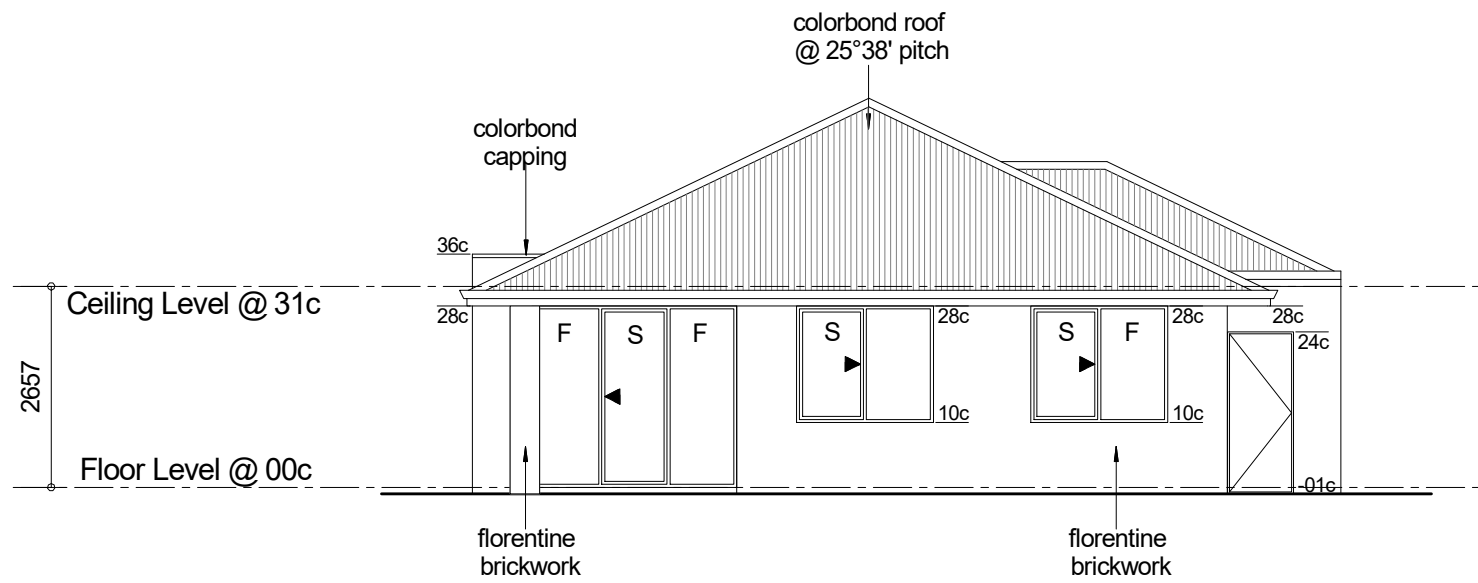 colorbond roof
@ 25°38' pitch
colorbond
capping
36c
Ceiling Level @ 31c
28c
F
S
F
S
28c
S
F
28c
28c
24c
2657
10c
10c
Floor Level @ 00c
-01c
florentine
brickwork
florentine
brickwork